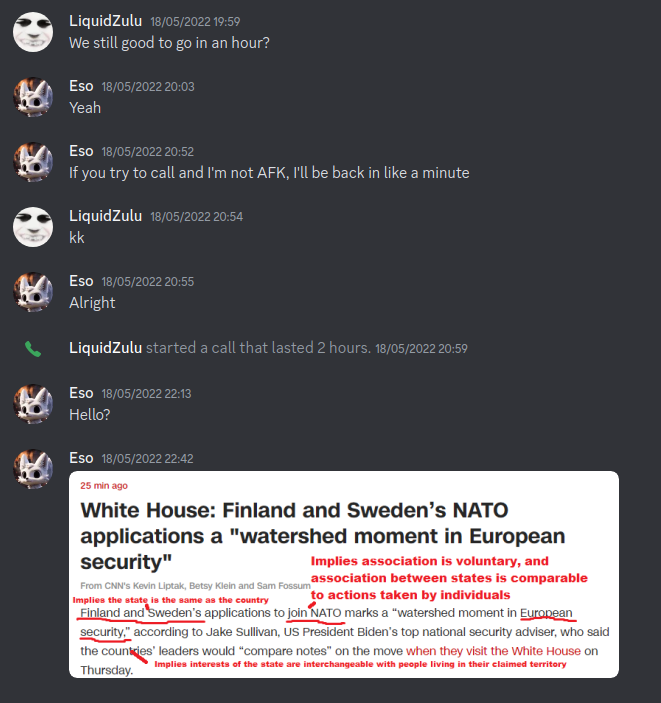 LiquidZulu 18/05/2022 19:59
We still good to go in an hour?
Eso 18/05/2022 20:03
Yeah
Eso 18/05/2022 20:52
If you try to call and I'm not AFK, I'll be back in like a minute
LiquidZulu 18/05/2022 20:54
kk
Eso 18/05/2022 20:55
Alright
LiquidZulu started a call that lasted 2 hours. 18/05/2022 20:59
Eso 18/05/2022 22:13
Hello?
Eso 18/05/2022 22:42
25 min ago
White House: Finland and Sweden’s NATO
applications a "watershed moment in European
security"
Implies association is voluntary, and
association between states is comparable
to actions taken by individuals
From CNN's Kevin Liptak, Betsy Klein and Sam Fossum
Implies the state is the same as the country
Finland and Sweden’s applications to join NATO marks a “watershed moment in European
security,” according to Jake Sullivan, US President Biden’s top national security adviser, who said
the countries’ leaders would “compare notes” on the move when they visit the White House on
Thursday.
Implies interests of the state are interchangeable with people living in their claimed territory